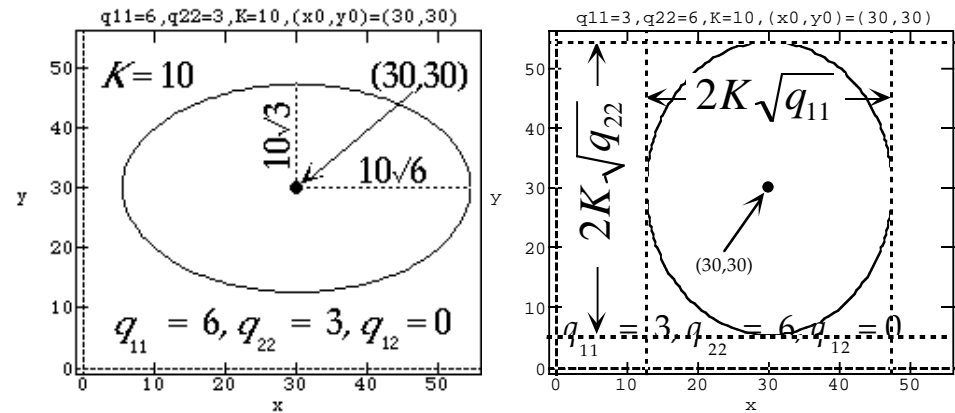 q11=6,q22=3,K=10,(x0,y0)=(30,30)
K= 10
(30,30)
10√3
10√6
q₁₁ = 6, q₂₂ = 3, q₁₂ = 0
50
40
30
20
10
0
y
0 10 20 30 40 50
x
q11=3,q22=6,K=10,(x0,y0)=(30,30)
2K√q₁₁
2K√q₂₂
(30,30)
q₁₁ = 3, q₂₂ = 6, q₁₂ = 0
50
40
30
20
10
0
y
0 10 20 30 40 50
x